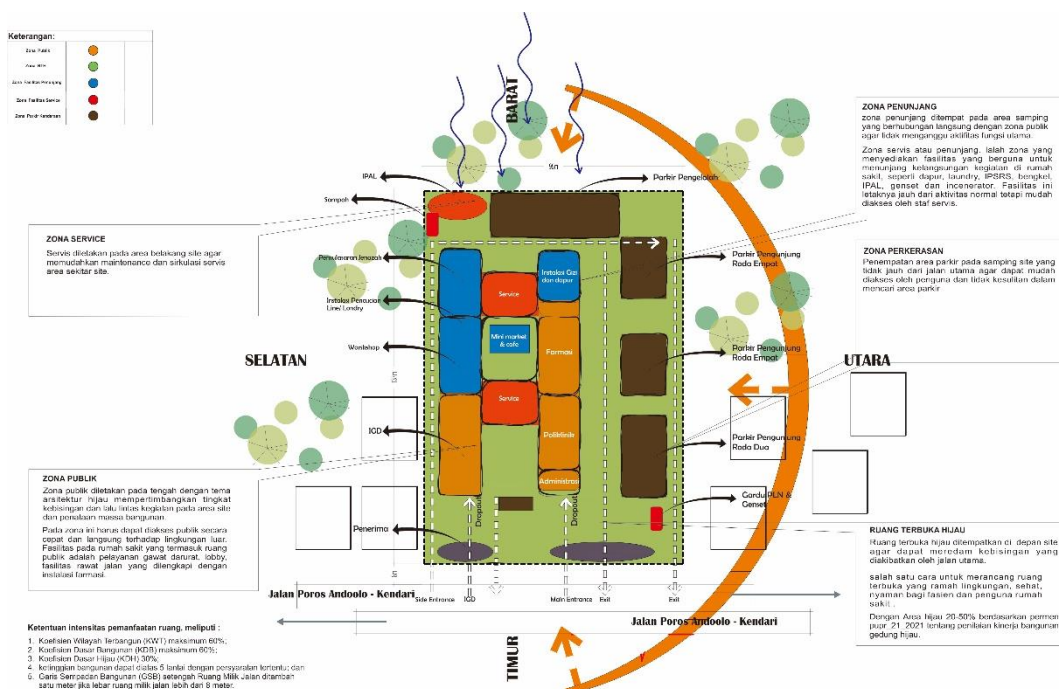 Keterangan:
Zona Publik
Zona Fasilitas Penunjang
Zona Fasilitas Service
Zona Parkir Kendaraan
BARAT
IPAL
Sampah
Parkir Pengelolah
ZONA PENUNJANG
zona penunjang ditempat pada area samping
yang berhubungan langsung dengan zona publik
agar tidak menganggu aktifitas fungsi utama.
Zona servis atau penunjang. Ialah zona yang
menyediakan fasilitas yang berguna untuk
menunjang kelangsungan kegiatan di rumah
sakit, seperti dapur, laundry, IPSRS, bengkel,
IPAL, genset dan incenerator. Fasilitas ini
letaknya jauh dari aktivitas normal tetapi mudah
diakses oleh staf servis.
ZONA SERVICE
Servis diletakan pada area belakang site agar
memudahkan maintenance dan sirkulasi servis
area sekitar site.
Pemulasaran Jenazah
Instalasi Pencucian
Line/ Londry
Workshop
Instalasi Gizi
dan dapur
Service
Mini market
& cafe
Farmasi
Service
Poliklinik
Administrasi
Parkir Pengunjung
Roda Empat
Parkir Pengunjung
Roda Empat
Parkir Pengunjung
Roda Dua
ZONA PERKERASAN
Penempatan area parkir pada samping site yang
tidak jauh dari jalan utama agar dapat mudah
diakses oleh penguna dan tidak kesulitan dalam
mencari area parkir
SELATAN
UTARA
IGD
ZONA PUBLIK
Zona publik diletakan pada tengah dengan tema
arsitektur hijau mempertimbangkan tingkat
kebisingan dan lalu lintas kegiatan pada area site
dan penataan massa bangunan.
Pada zona ini harus dapat diakses publik secara
cepat dan langsung terhadap lingkungan luar.
Fasilitas pada rumah sakit yang termasuk ruang
publik adalah pelayanan gawat darurat, lobby,
fasilitas rawat jalan yang dilengkapi dengan
instalasi farmasi.
Penerima
Dropout
Dropout
Gardu PLN &
Genset
RUANG TERBUKA HIJAU
Ruang terbuka hijau ditempatkan di depan site
agar dapat meredam kebisingan yang
diakibatkan oleh jalan utama.
salah satu cara untuk merancang ruang
terbuka yang ramah lingkungan, sehat,
nyaman bagi fasien dan penguna rumah
sakit .
Dengan Area hijau 20-50% berdasarkan permen
pupr 21 2021 tentang penilaian kinerja bangunan
gedung hijau.
Side Entrance
IGD
Main Entrance
Exit
Exit
Jalan Poros Andoolo - Kendari
Jalan Poros Andoolo - Kendari
TIMUR
Ketentuan intensitas pemanfaatan ruang, meliputi :
1. Koefisien Wilayah Terbangun (KWT) maksimum 60%;
2. Koefisien Dasar Bangunan (KDB) maksimum 60%;
3. Koefisien Dasar Hijau (KDH) 30%;
4. ketinggian bangunan dapat diatas 5 lantai dengan persyaratan tertentu; dan
5. Garis Sempadan Bangunan (GSB) setengah Ruang Milik Jalan ditambah
satu meter jika lebar ruang milik jalan lebih dari 8 meter.